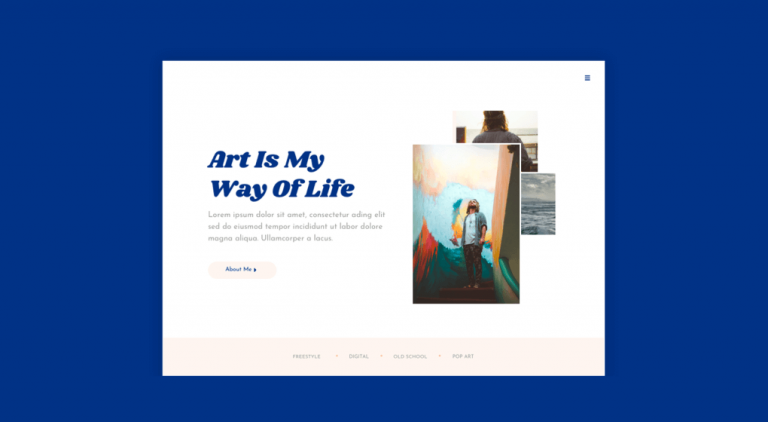 Art Is My
Way Of Life
Lorem ipsum dolor sit amet, consectetur ading elit
sed do eiusmod tempor incididunt ut labor dolore
magna aliqua. Ullamcorper a lacus.
About Me
FREESTYLE • DIGITAL • OLD SCHOOL • POP ART